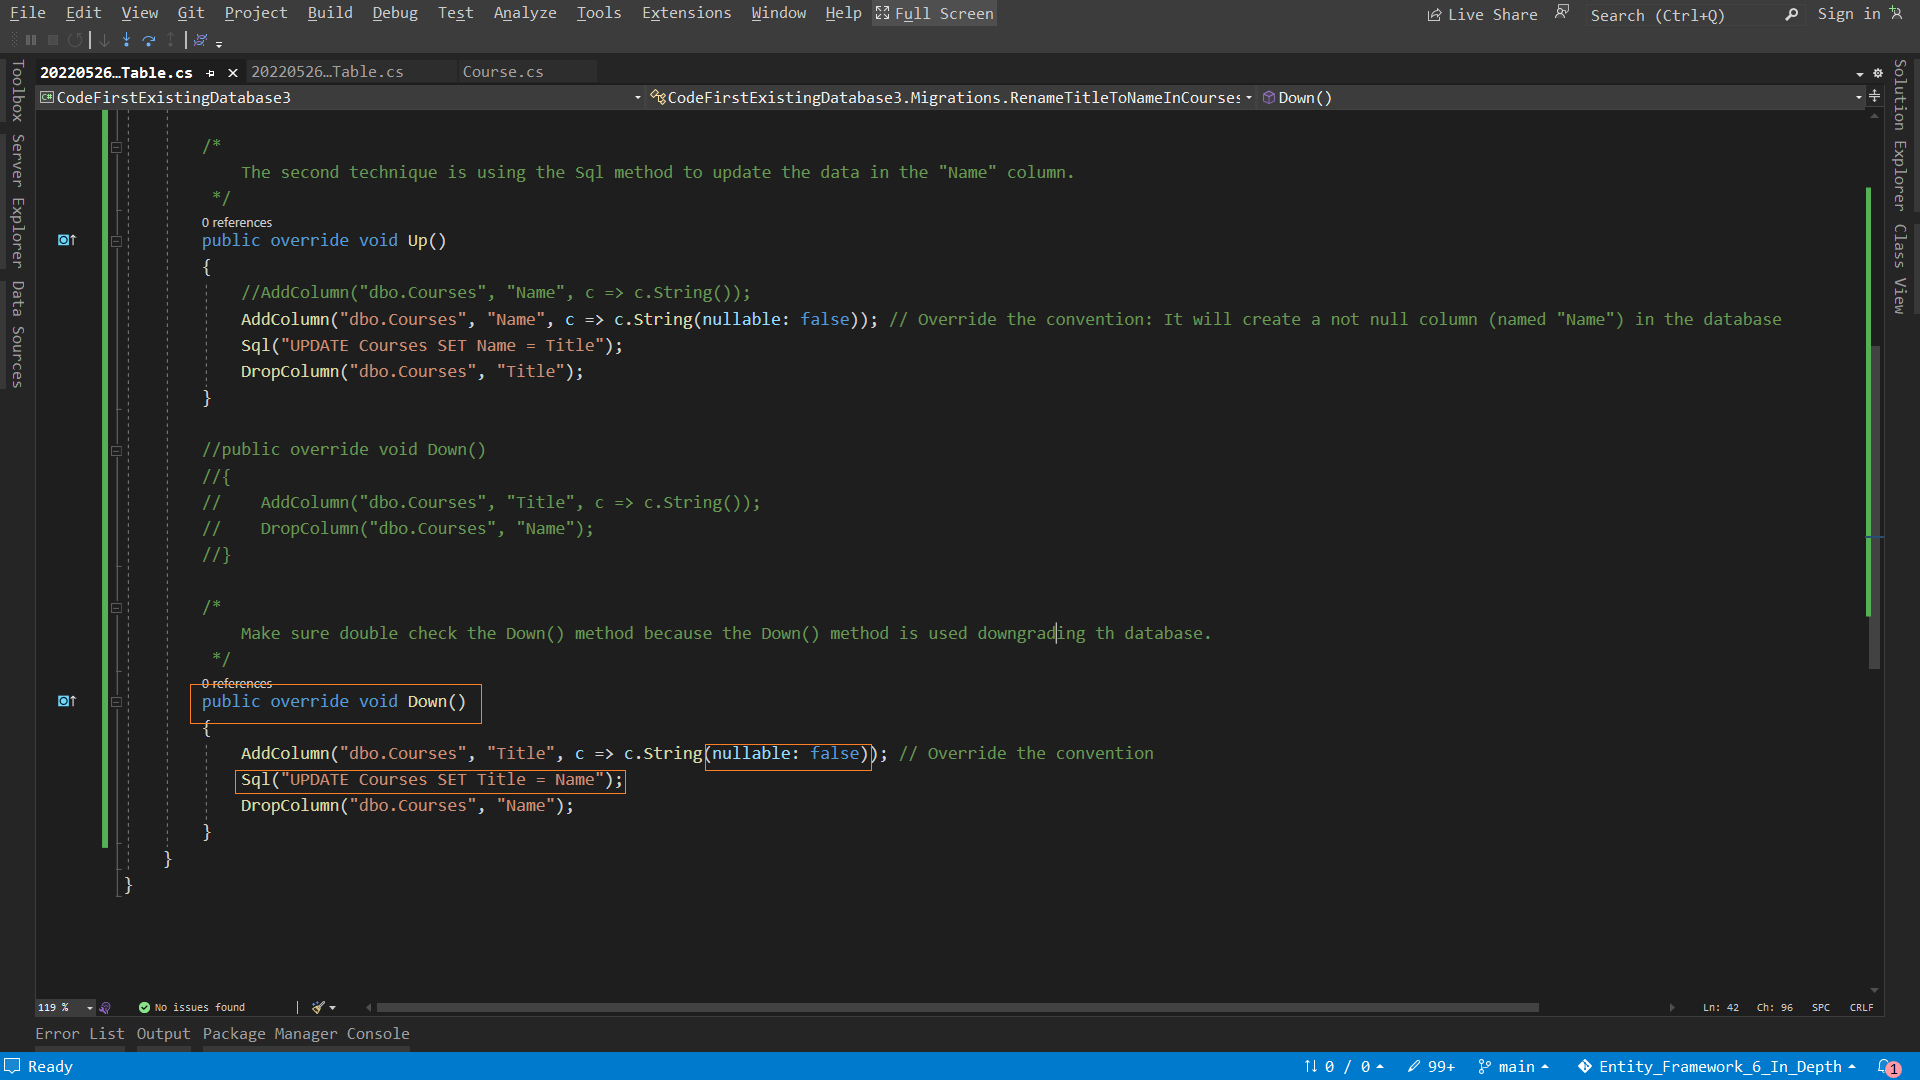 File Edit View Git Project Build Debug Test Analyze Tools Extensions Window Help Full Screen Live Share Search (Ctrl+Q) Sign in
20220526…Table.cs 20220526…Table.cs Course.cs
CodeFirstExistingDatabase3 CodeFirstExistingDatabase3.Migrations.RenameTitleToNameInCourses Down()
Toolbox
Server Explorer
Data Sources
Solution Explorer
Class View
/*
The second technique is using the Sql method to update the data in the "Name" column.
*/
0 references
public override void Up()
{
//AddColumn("dbo.Courses", "Name", c => c.String());
AddColumn("dbo.Courses", "Name", c => c.String(nullable: false)); // Override the convention: It will create a not null column (named "Name") in the database
Sql("UPDATE Courses SET Name = Title");
DropColumn("dbo.Courses", "Title");
}
//public override void Down()
//{
//    AddColumn("dbo.Courses", "Title", c => c.String());
//    DropColumn("dbo.Courses", "Name");
//}
/*
Make sure double check the Down() method because the Down() method is used downgrading th database.
*/
0 references
public override void Down()
{
AddColumn("dbo.Courses", "Title", c => c.String(nullable: false)); // Override the convention
Sql("UPDATE Courses SET Title = Name");
DropColumn("dbo.Courses", "Name");
}
}
}
119 % No issues found Ln: 42 Ch: 96 SPC CRLF
Error List Output Package Manager Console
Ready 0 / 0 99+ main Entity_Framework_6_In_Depth 1